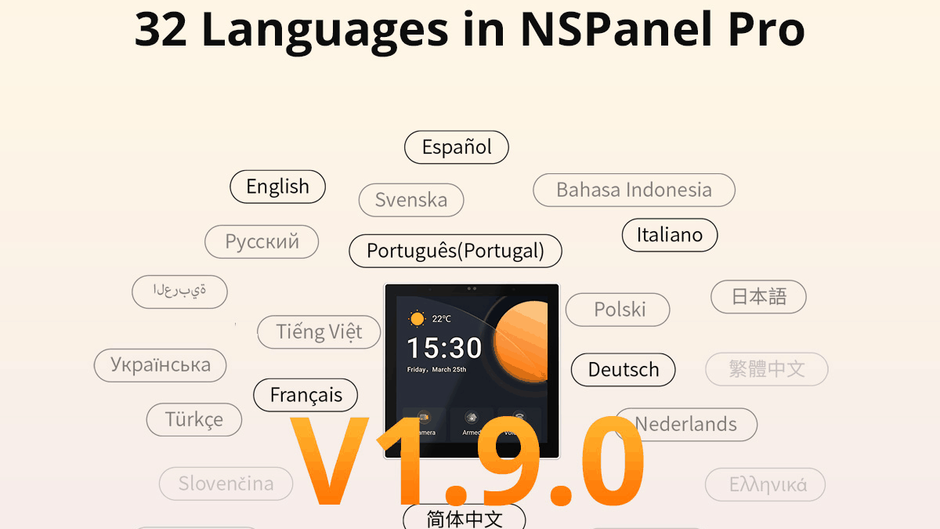 32 Languages in NSPanel Pro
Español
English
Svenska
Bahasa Indonesia
Русский
Português(Portugal)
Italiano
العربية
Polski
日本語
22℃
15:30
Friday, March 25th
Tiếng Việt
Українська
Français
Deutsch
繁體中文
Türkçe
Nederlands
V1.9.0
Slovenčina
Ελληνικά
简体中文